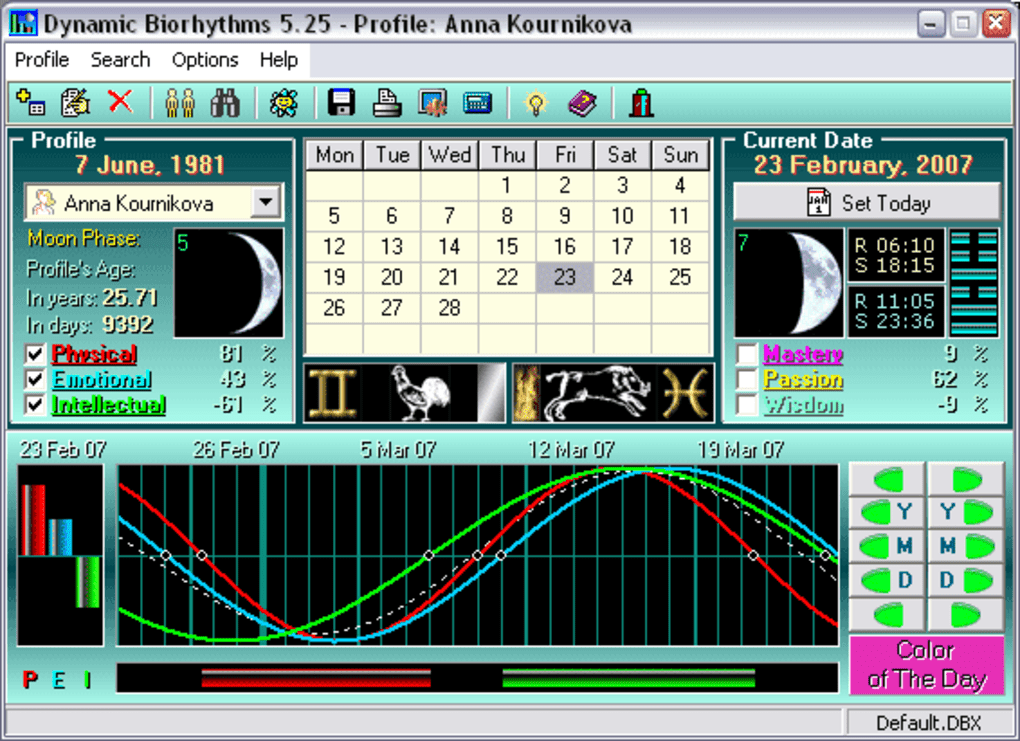 Dynamic Biorhythms 5.25 - Profile: Anna Kournikova
Profile Search Options Help
Profile
7 June, 1981
Anna Kournikova
Moon Phase:
5
Profile's Age:
In years: 25.71
In days: 9392
Physical 81 %
Emotional 43 %
Intellectual -61 %
Mon Tue Wed Thu Fri Sat Sun
1 2 3 4
5 6 7 8 9 10 11
12 13 14 15 16 17 18
19 20 21 22 23 24 25
26 27 28
Current Date
23 February, 2007
JAN 1
Set Today
7
R 06:10
S 18:15
R 11:05
S 23:36
Mastery 9 %
Passion 62 %
Wisdom -9 %
23 Feb 07 26 Feb 07 5 Mar 07 12 Mar 07 19 Mar 07
Y Y
M M
D D
P E I
Color
of The Day
Default.DBX